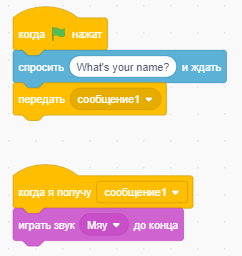 когда нажат
спросить What's your name? и ждать
передать сообщение1
когда я получу сообщение1
играть звук Мяу до конца